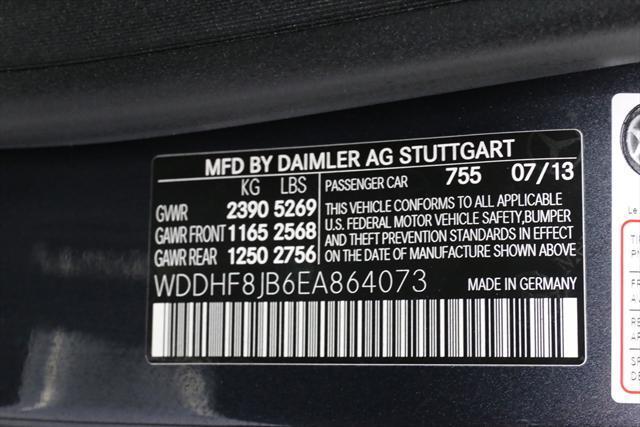 MFD BY DAIMLER AG STUTTGART
KG LBS PASSENGER CAR 755 07/13
GVWR 2390 5269
GAWR FRONT 1165 2568
GAWR REAR 1250 2756
THIS VEHICLE CONFORMS TO ALL APPLICABLE
U.S. FEDERAL MOTOR VEHICLE SAFETY,BUMPER
AND THEFT PREVENTION STANDARDS IN EFFECT
ON THE DATE OF MANUFACTURE SHOWN ABOVE
WDDHF8JB6EA864073 MADE IN GERMANY
Le